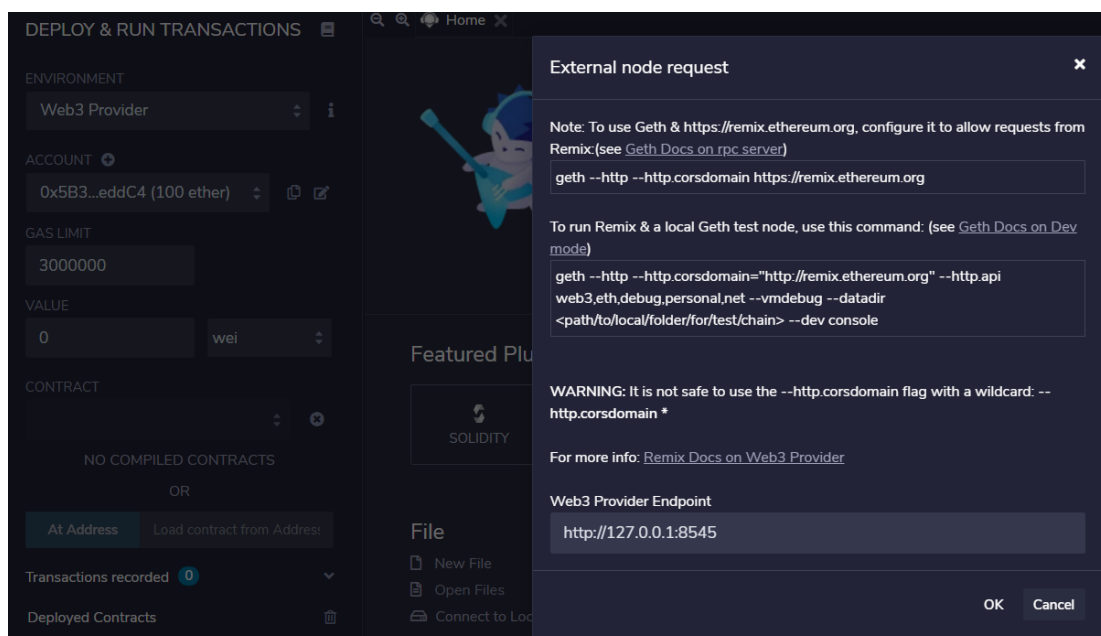 DEPLOY & RUN TRANSACTIONS
ENVIRONMENT
Web3 Provider
i
ACCOUNT
0x5B3...eddC4 (100 ether)
GAS LIMIT
3000000
VALUE
0
wei
CONTRACT
NO COMPILED CONTRACTS
OR
At Address
Load contract from Address
Transactions recorded 0
Deployed Contracts
Home
Featured Plu
SOLIDITY
File
New File
Open Files
Connect to Loc
External node request
Note: To use Geth & https://remix.ethereum.org, configure it to allow requests from
Remix:(see Geth Docs on rpc server)
geth --http --http.corsdomain https://remix.ethereum.org
To run Remix & a local Geth test node, use this command: (see Geth Docs on Dev
mode)
geth --http --http.corsdomain="http://remix.ethereum.org" --http.api
web3,eth,debug,personal,net --vmdebug --datadir
<path/to/local/folder/for/test/chain> --dev console
WARNING: It is not safe to use the --http.corsdomain flag with a wildcard: --
http.corsdomain *
For more info: Remix Docs on Web3 Provider
Web3 Provider Endpoint
http://127.0.0.1:8545
OK
Cancel